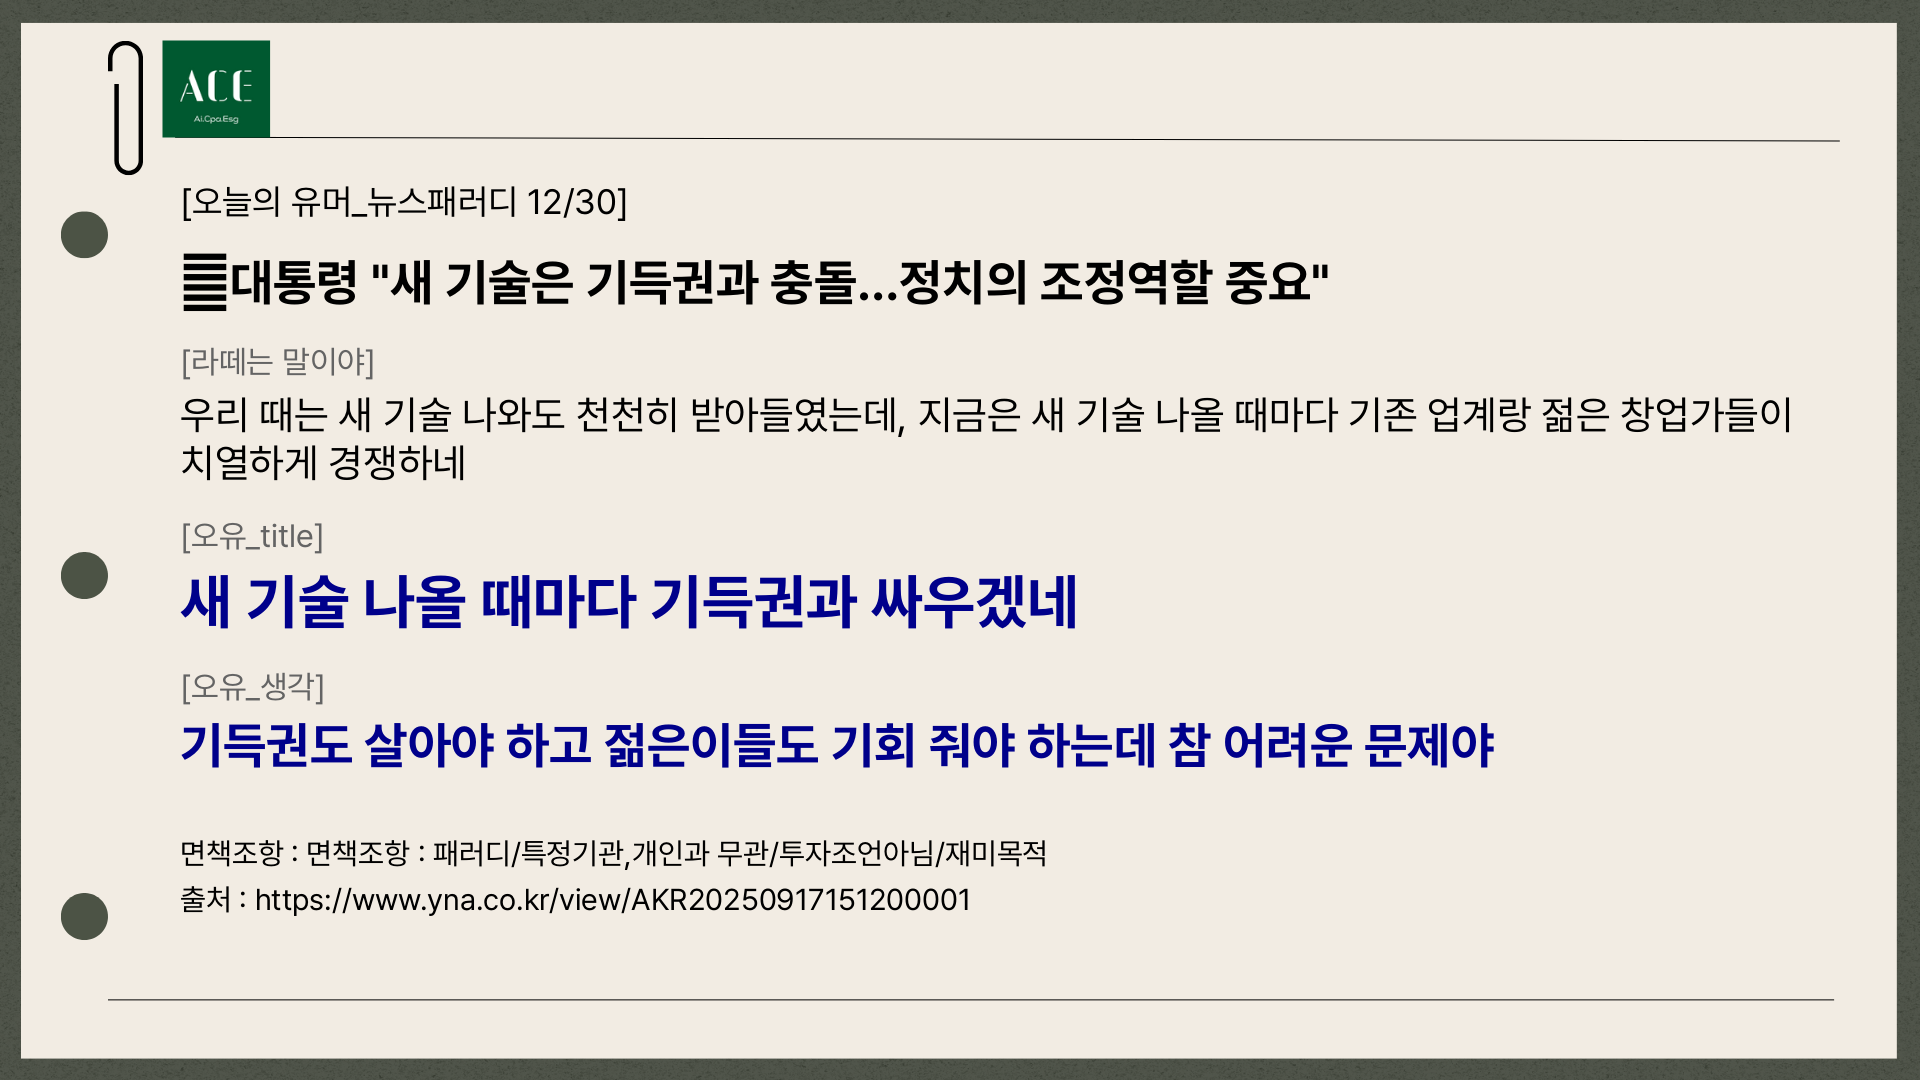 ACE
Ai.Cpa.Esg
[오늘의 유머_뉴스패러디 12/30]
대통령 "새 기술은 기득권과 충돌...정치의 조정역할 중요"
[라떼는 말이야]
우리 때는 새 기술 나와도 천천히 받아들였는데, 지금은 새 기술 나올 때마다 기존 업계랑 젊은 창업가들이
치열하게 경쟁하네
[오유_title]
새 기술 나올 때마다 기득권과 싸우겠네
[오유_생각]
기득권도 살아야 하고 젊은이들도 기회 줘야 하는데 참 어려운 문제야
면책조항 : 면책조항 : 패러디/특정기관,개인과 무관/투자조언아님/재미목적
출처 : https://www.yna.co.kr/view/AKR20250917151200001